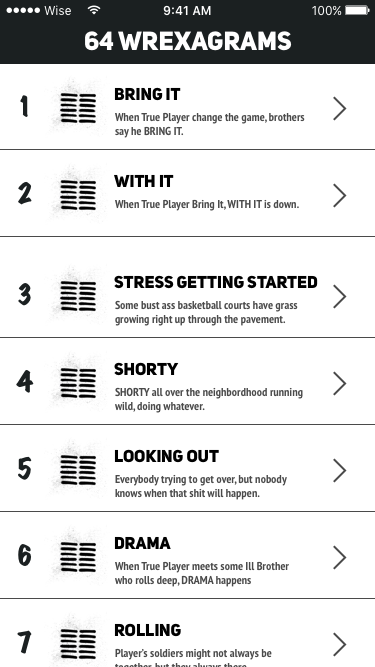 Wise 9:41 AM 100%
64 WREXAGRAMS
1
BRING IT
When True Player change the game, brothers
say he BRING IT.
2
WITH IT
When True Player Bring It, WITH IT is down.
3
STRESS GETTING STARTED
Some bust ass basketball courts have grass
growing right up through the pavement.
4
SHORTY
SHORTY all over the neighbordhood running
wild, doing whatever.
5
LOOKING OUT
Everybody trying to get over, but nobody
knows when that shit will happen.
6
DRAMA
When True Player meets some Ill Brother
who rolls deep, DRAMA happens
7
ROLLING
Player's soldiers might not always be
together, but they always there